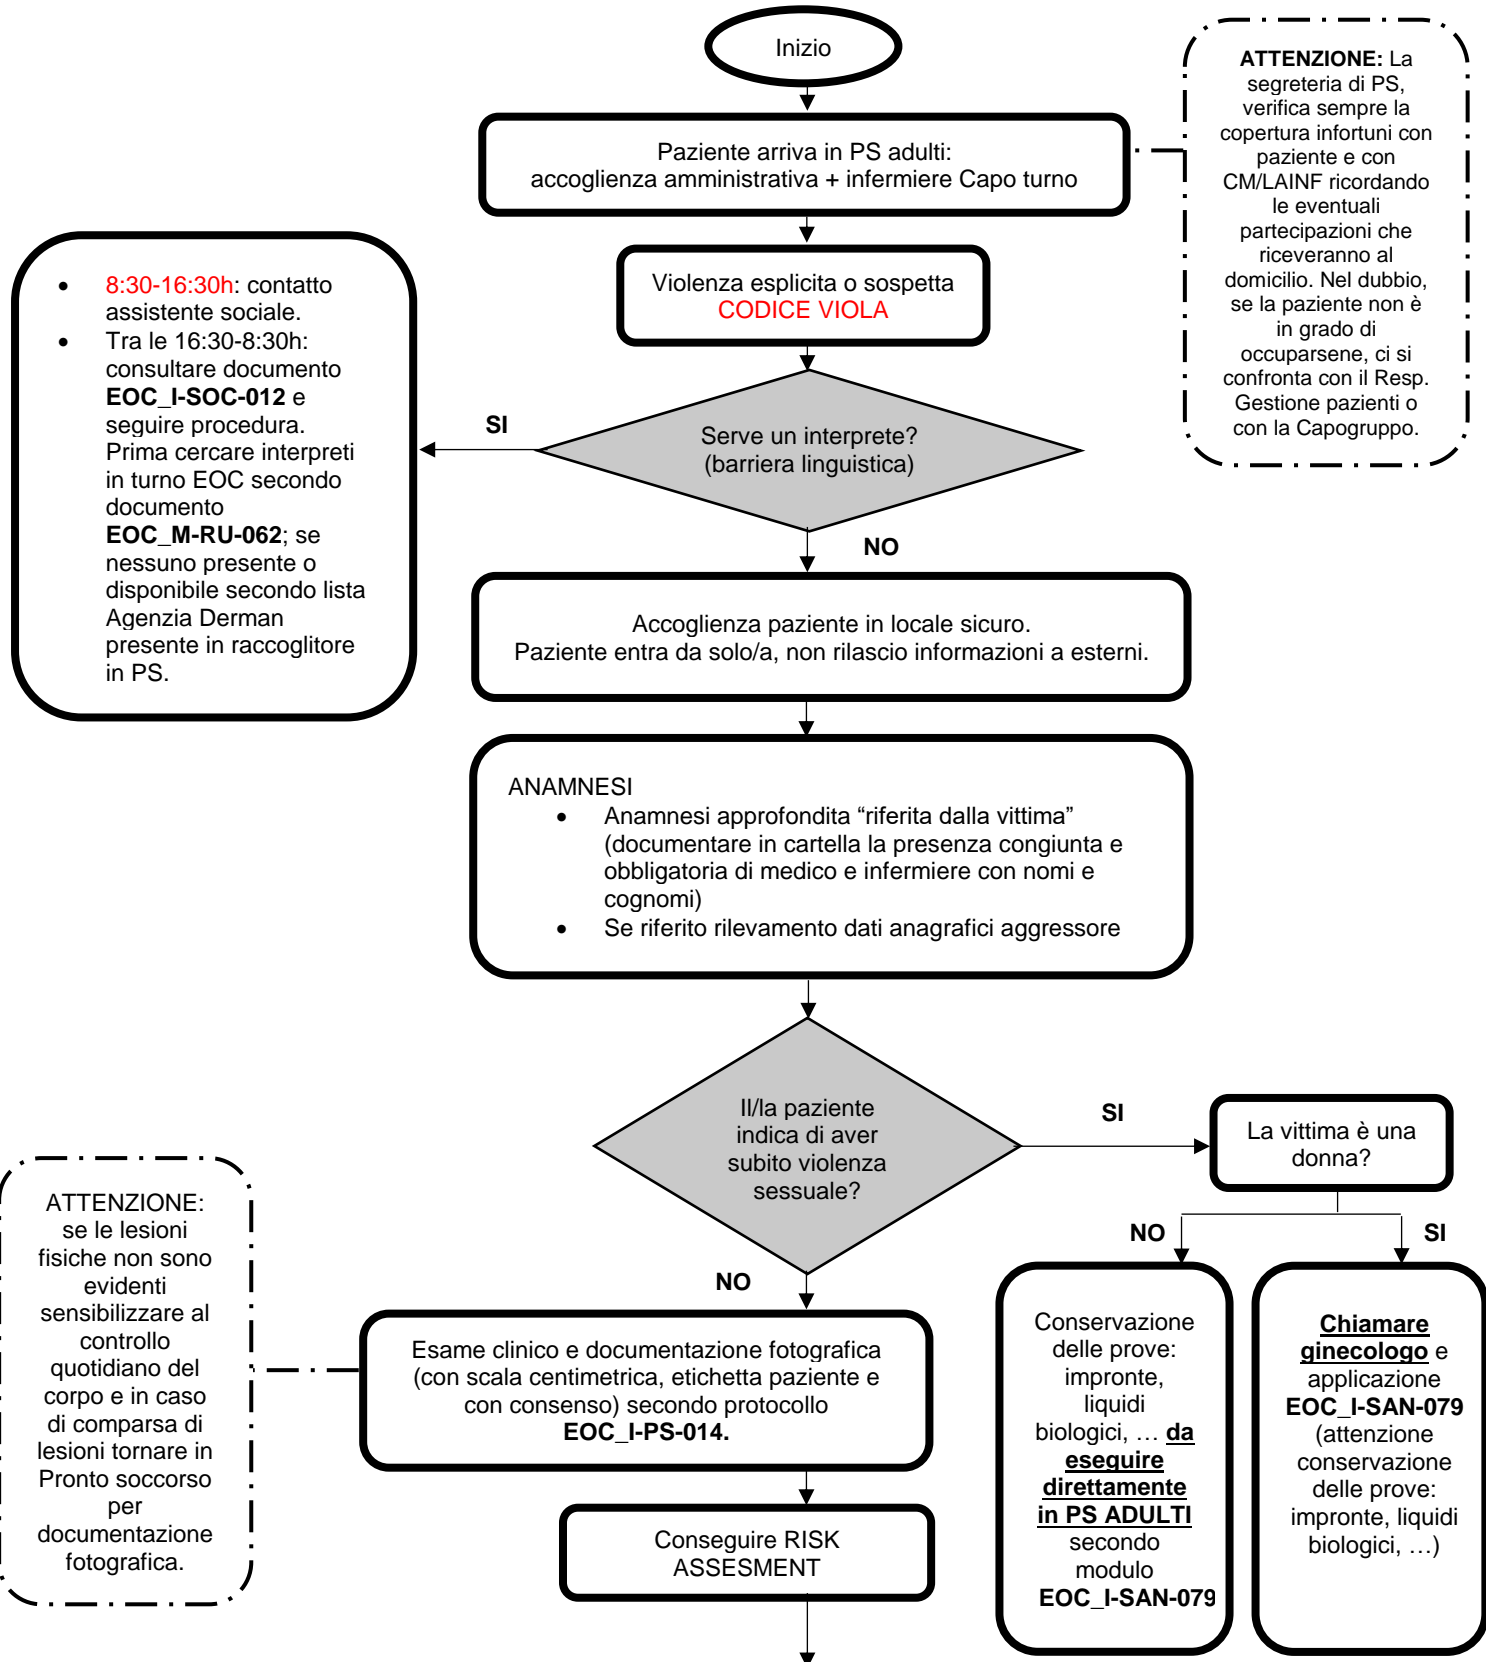 Inizio
ATTENZIONE: La
segreteria di PS,
verifica sempre la
copertura infortuni con
paziente e con
CM/LAINF ricordando
le eventuali
partecipazioni che
riceveranno al
domicilio. Nel dubbio,
se la paziente non è
in grado di
occuparsene, ci si
confronta con il Resp.
Gestione pazienti o
con la Capogruppo.
Paziente arriva in PS adulti:
accoglienza amministrativa + infermiere Capo turno
Violenza esplicita o sospetta
CODICE VIOLA
• 8:30-16:30h: contatto
assistente sociale.
• Tra le 16:30-8:30h:
consultare documento
EOC_I-SOC-012 e
seguire procedura.
Prima cercare interpreti
in turno EOC secondo
documento
EOC_M-RU-062; se
nessuno presente o
disponibile secondo lista
Agenzia Derman
presente in raccoglitore
in PS.
SI
Serve un interprete?
(barriera linguistica)
NO
Accoglienza paziente in locale sicuro.
Paziente entra da solo/a, non rilascio informazioni a esterni.
ANAMNESI
• Anamnesi approfondita “riferita dalla vittima”
(documentare in cartella la presenza congiunta e
obbligatoria di medico e infermiere con nomi e
cognomi)
• Se riferito rilevamento dati anagrafici aggressore
Il/la paziente
indica di aver
subito violenza
sessuale?
SI
La vittima è una
donna?
NO
SI
NO
ATTENZIONE:
se le lesioni
fisiche non sono
evidenti
sensibilizzare al
controllo
quotidiano del
corpo e in caso
di comparsa di
lesioni tornare in
Pronto soccorso
per
documentazione
fotografica.
Esame clinico e documentazione fotografica
(con scala centimetrica, etichetta paziente e
con consenso) secondo protocollo
EOC_I-PS-014.
Conservazione
delle prove:
impronte,
liquidi
biologici, … da
eseguire
direttamente
in PS ADULTI
secondo
modulo
EOC_I-SAN-079
Chiamare
ginecologo e
applicazione
EOC_I-SAN-079
(attenzione
conservazione
delle prove:
impronte, liquidi
biologici, …)
Conseguire RISK
ASSESMENT